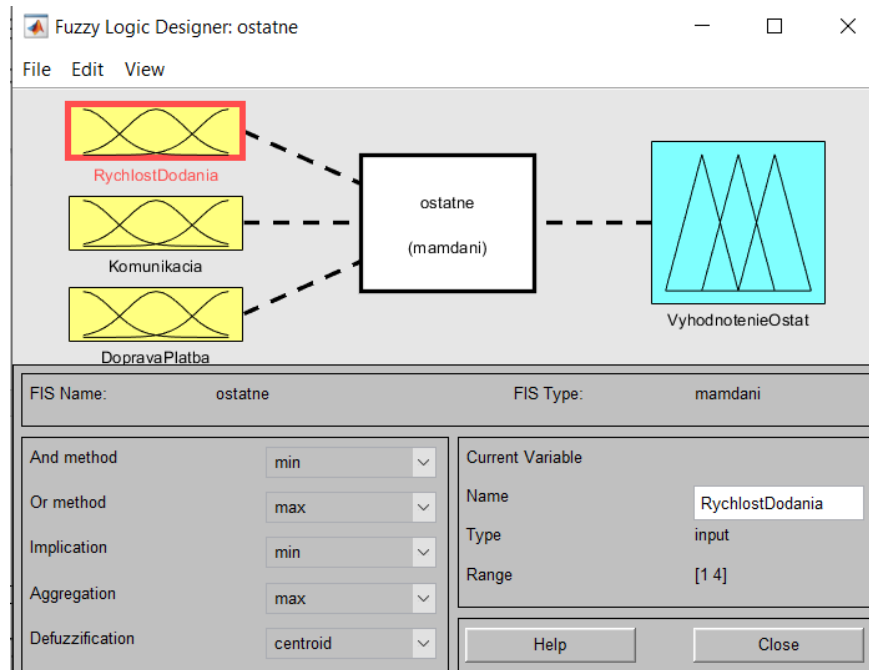 Fuzzy Logic Designer: ostatne
File Edit View
RychlostDodania
Komunikacia
DopravaPlatba
ostatne
(mamdani)
VyhodnotenieOstat
FIS Name: ostatne FIS Type: mamdani
And method min
Or method max
Implication min
Aggregation max
Defuzzification centroid
Current Variable
Name RychlostDodania
Type input
Range [1 4]
Help Close